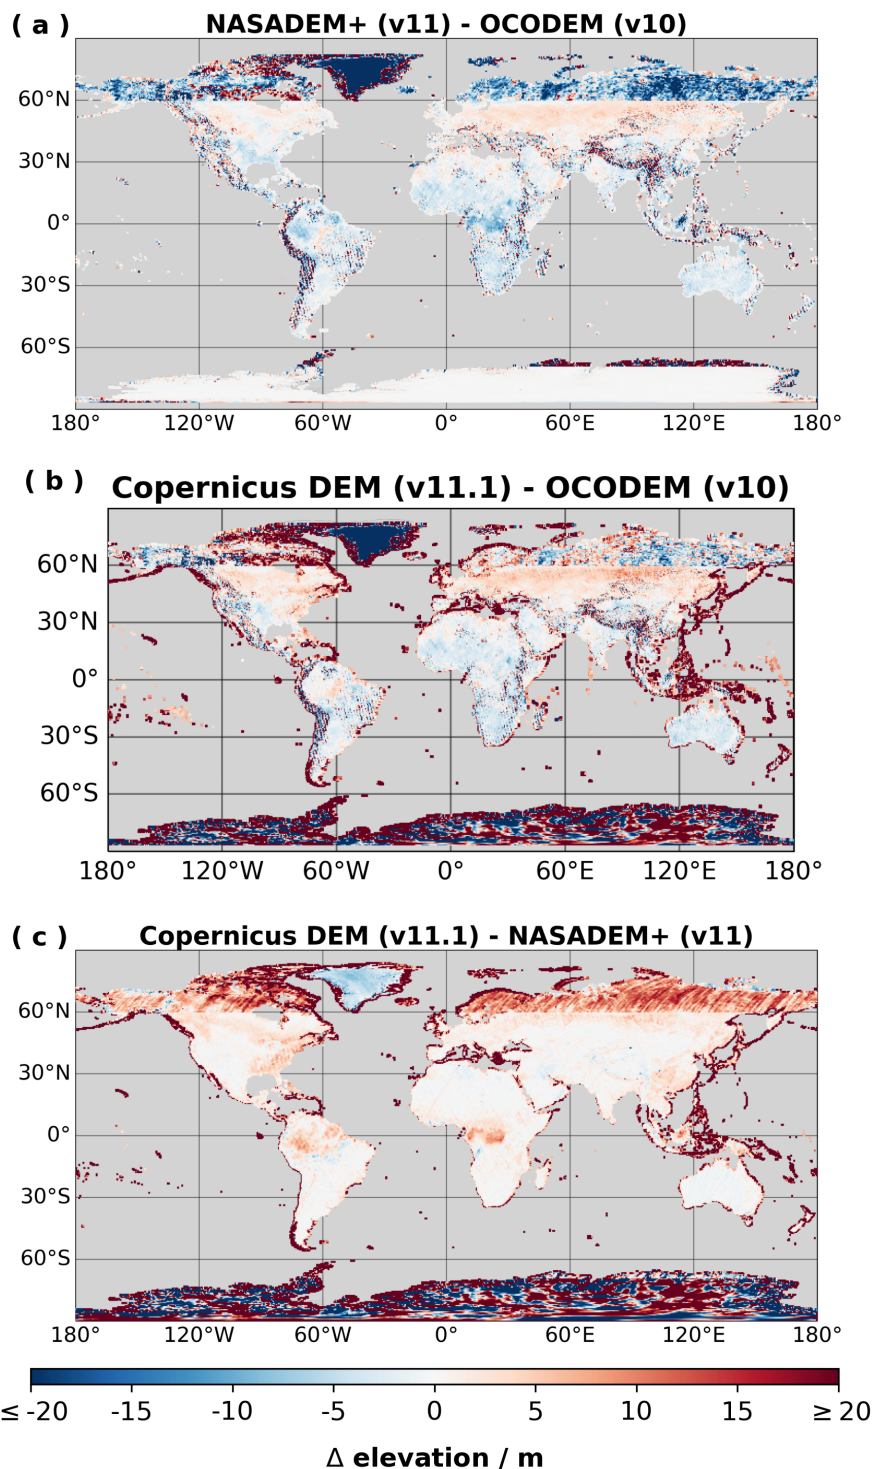 ( a ) NASADEM+ (v11) - OCODEM (v10)
60°N
30°N
0°
30°S
60°S
180° 120°W 60°W 0° 60°E 120°E 180°
( b ) Copernicus DEM (v11.1) - OCODEM (v10)
60°N
30°N
0°
30°S
60°S
180° 120°W 60°W 0° 60°E 120°E 180°
( c ) Copernicus DEM (v11.1) - NASADEM+ (v11)
60°N
30°N
0°
30°S
60°S
180° 120°W 60°W 0° 60°E 120°E 180°
≤ -20 -15 -10 -5 0 5 10 15 ≥ 20
Δ elevation / m